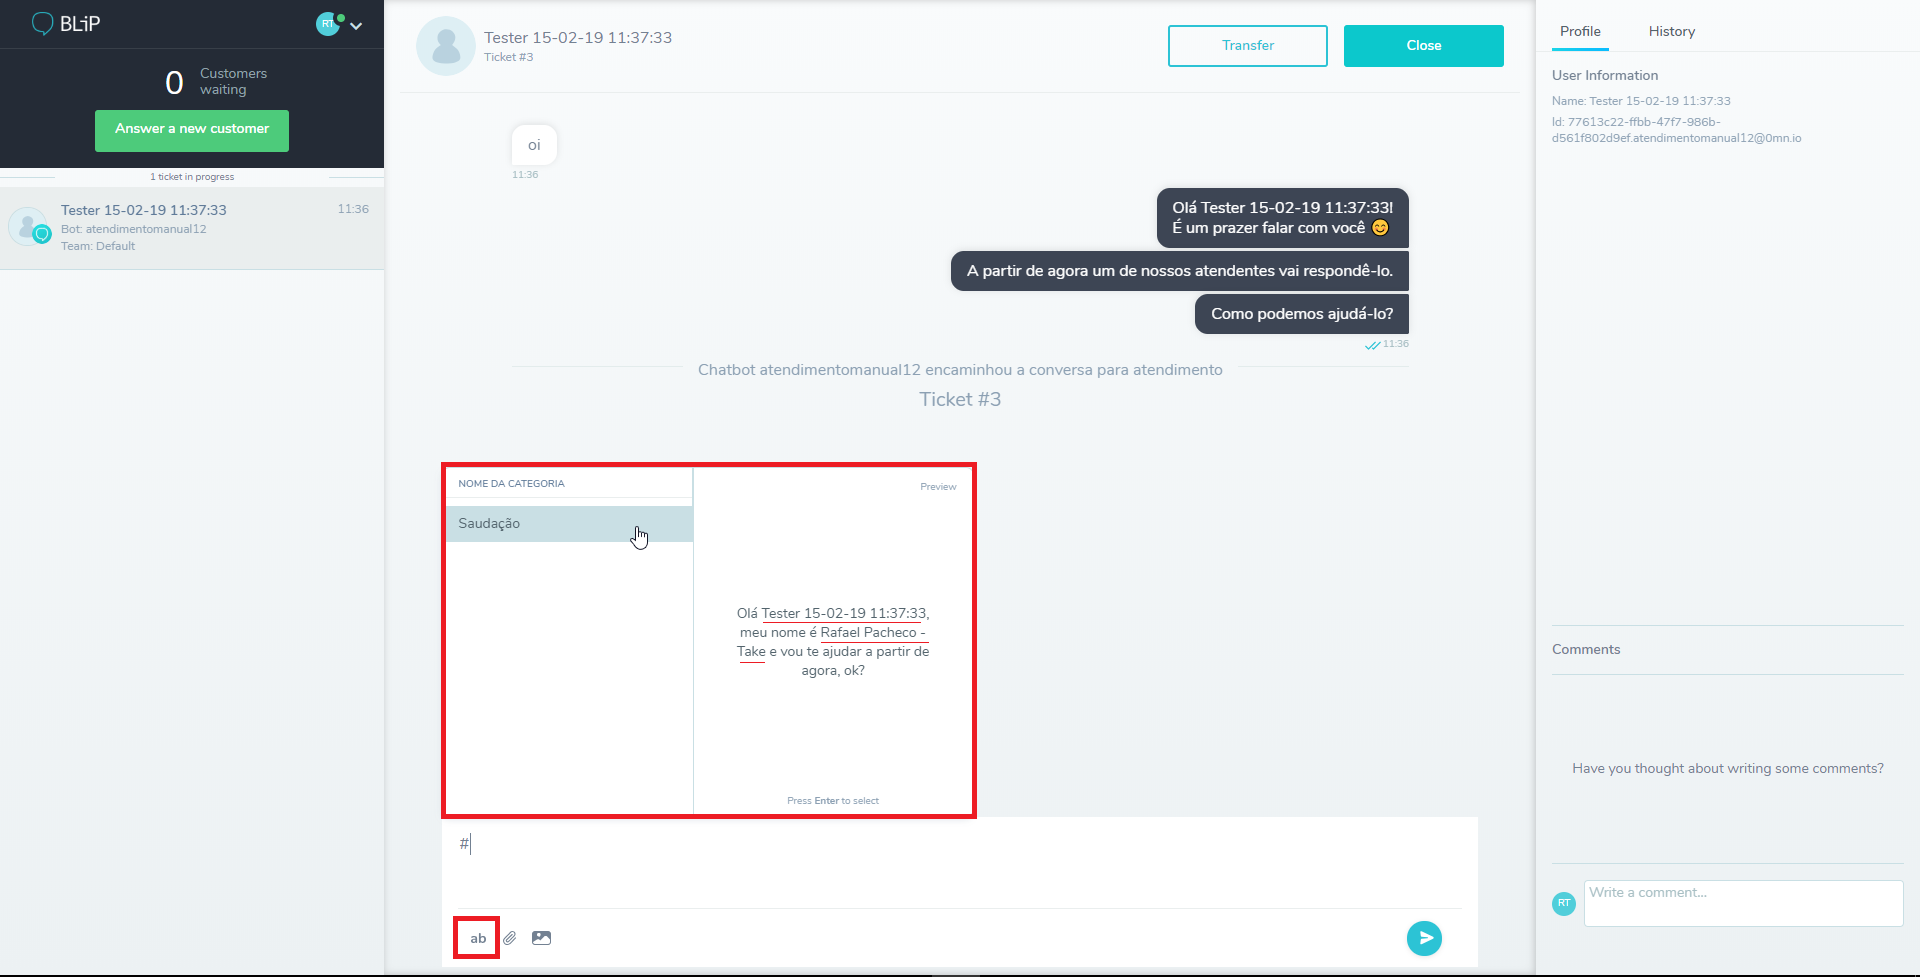 BLiP
RT
0
Customers
waiting
Answer a new customer
1 ticket in progress
Tester 15-02-19 11:37:33
11:36
Bot: atendimentomanual12
Team: Default
Tester 15-02-19 11:37:33
Ticket #3
Transfer
Close
oi
11:36
Olá Tester 15-02-19 11:37:33!
É um prazer falar com você 😊
A partir de agora um de nossos atendentes vai respondê-lo.
Como podemos ajudá-lo?
11:36
Chatbot atendimentomanual12 encaminhou a conversa para atendimento
Ticket #3
NOME DA CATEGORIA
Saudação
Preview
Olá Tester 15-02-19 11:37:33,
meu nome é Rafael Pacheco -
Take e vou te ajudar a partir de
agora, ok?
Press Enter to select
#
ab
Profile
History
User Information
Name: Tester 15-02-19 11:37:33
Id: 77613c22-ffbb-47f7-986b-
d561f802d9ef.atendimentomanual12@0mn.io
Comments
Have you thought about writing some comments?
RT
Write a comment...